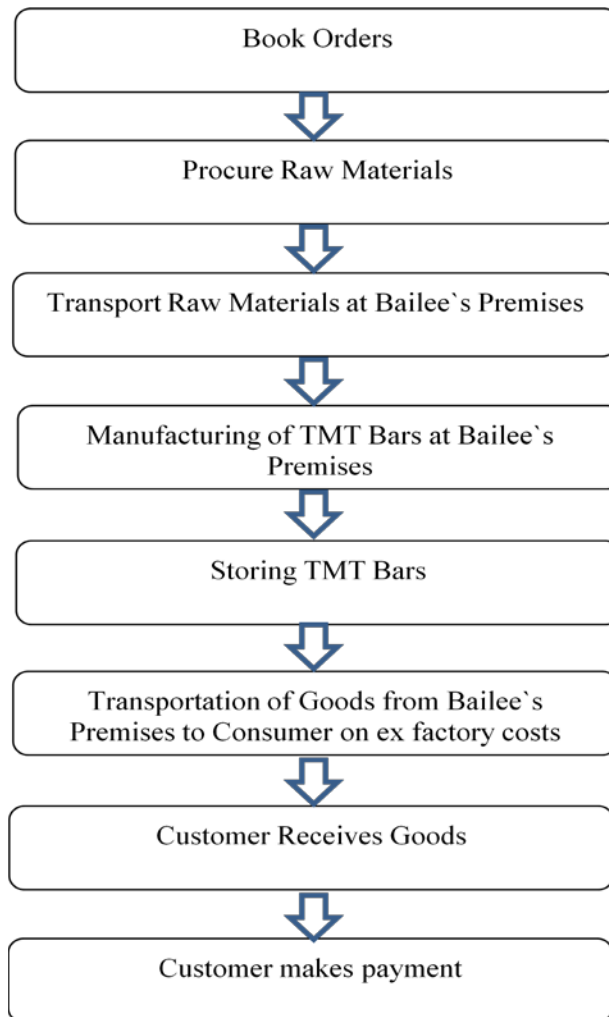 Book Orders
Procure Raw Materials
Transport Raw Materials at Bailee`s Premises
Manufacturing of TMT Bars at Bailee`s
Premises
Storing TMT Bars
Transportation of Goods from Bailee`s
Premises to Consumer on ex factory costs
Customer Receives Goods
Customer makes payment